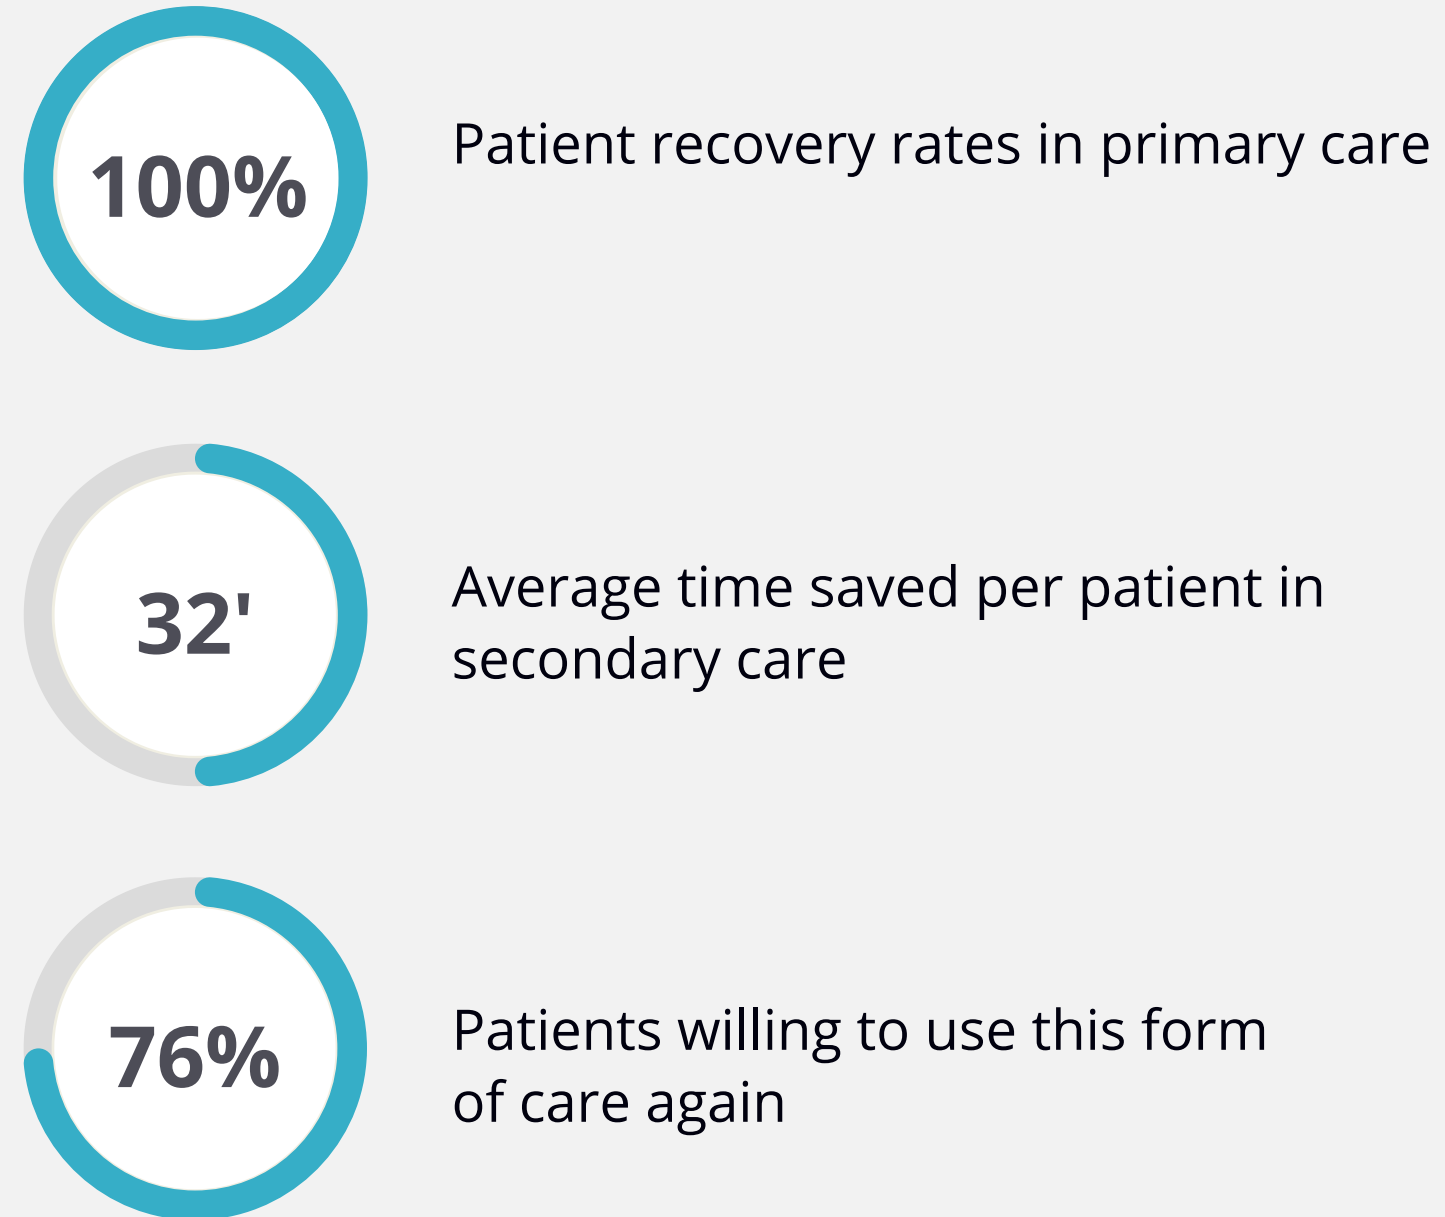 100%
Patient recovery rates in primary care
32'
Average time saved per patient in
secondary care
76%
Patients willing to use this form
of care again